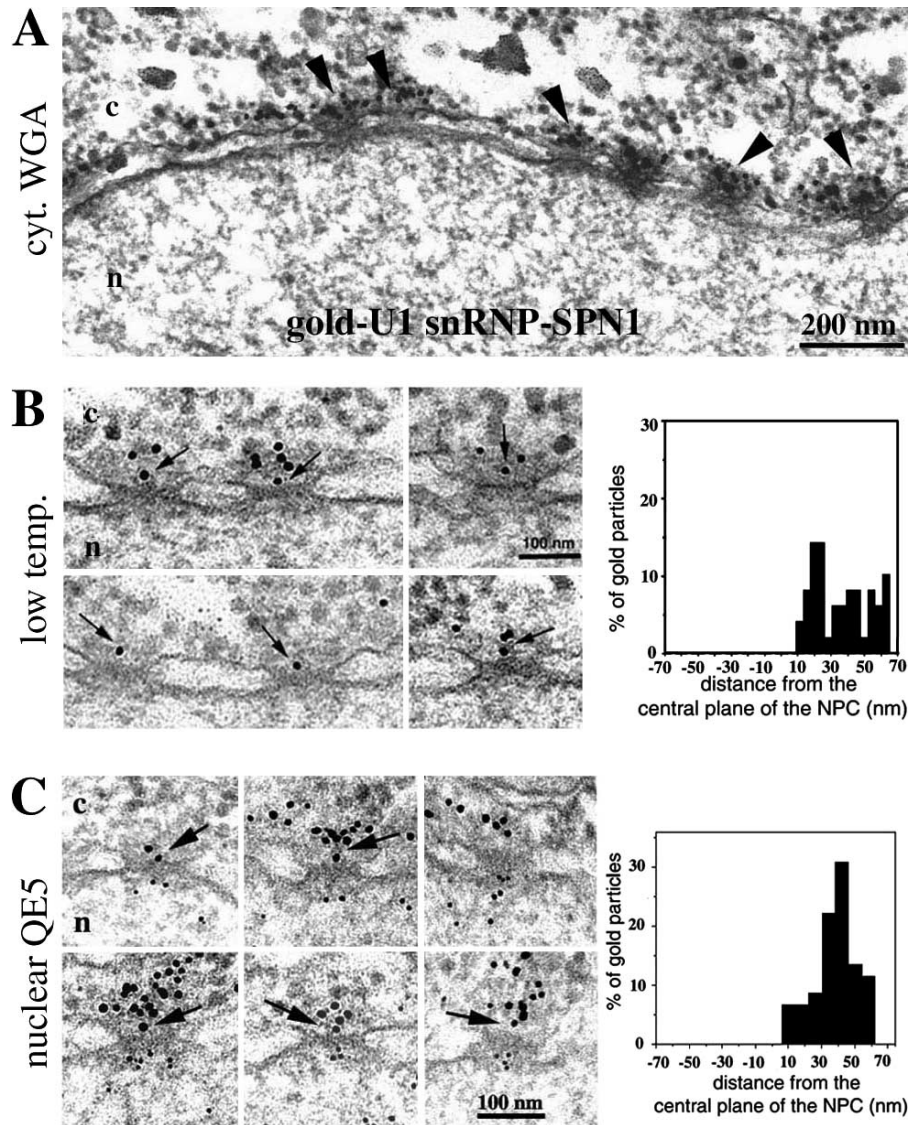 A
cyt. WGA
c
n
gold-U1 snRNP-SPN1
200 nm
B
low temp.
c
n
100 nm
% of gold particles
30
20
10
0
-70 -50 -30 -10 10 30 50 70
distance from the
central plane of the NPC (nm)
C
nuclear QE5
c
n
100 nm
% of gold particles
30
20
10
0
-70 -50 -30 -10 10 30 50 70
distance from the
central plane of the NPC (nm)